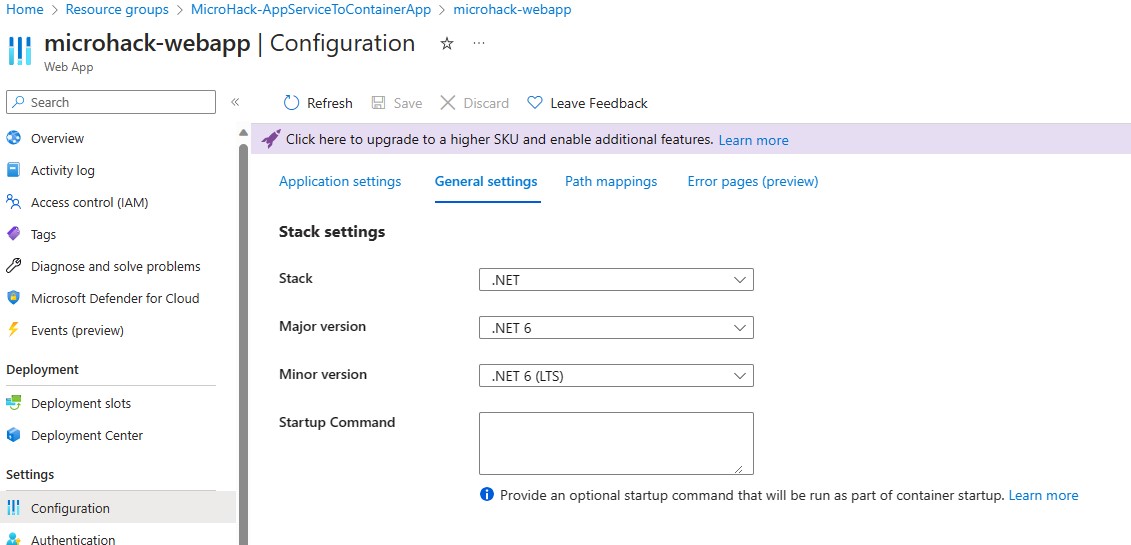 Home > Resource groups > MicroHack-AppServiceToContainerApp > microhack-webapp
microhack-webapp | Configuration ☆ ···
Web App
Search «
Refresh Save Discard Leave Feedback
Click here to upgrade to a higher SKU and enable additional features. Learn more
Overview
Activity log
Access control (IAM)
Tags
Diagnose and solve problems
Microsoft Defender for Cloud
Events (preview)
Deployment
Deployment slots
Deployment Center
Settings
Configuration
Authentication
Application settings General settings Path mappings Error pages (preview)
Stack settings
Stack .NET
Major version .NET 6
Minor version .NET 6 (LTS)
Startup Command
Provide an optional startup command that will be run as part of container startup. Learn more